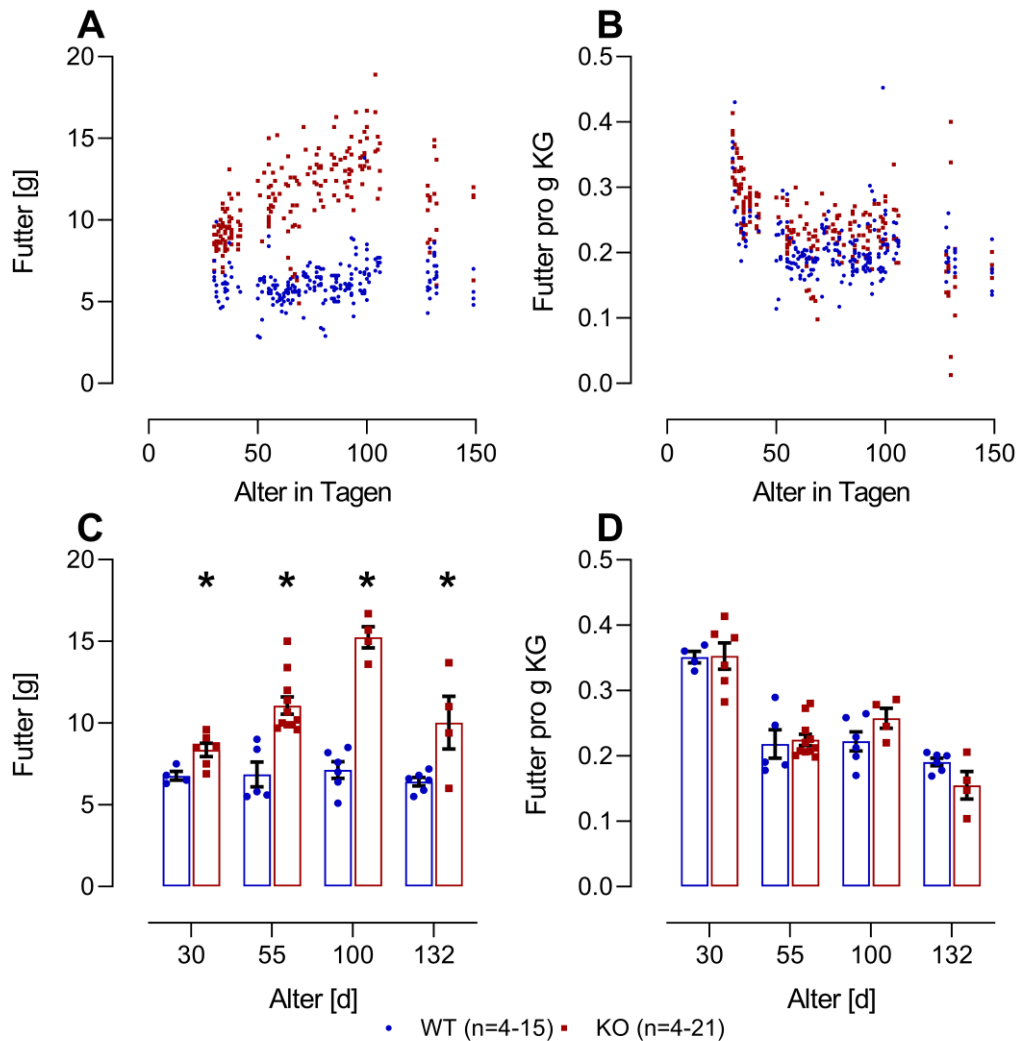 A
B
20
15
10
5
0
Futter [g]
0 50 100 150
Alter in Tagen
0.5
0.4
0.3
0.2
0.1
0.0
Futter pro g KG
0 50 100 150
Alter in Tagen
C
D
20
15
10
5
0
Futter [g]
* * * *
30 55 100 132
Alter [d]
0.5
0.4
0.3
0.2
0.1
0.0
Futter pro g KG
30 55 100 132
Alter [d]
WT (n=4-15) KO (n=4-21)